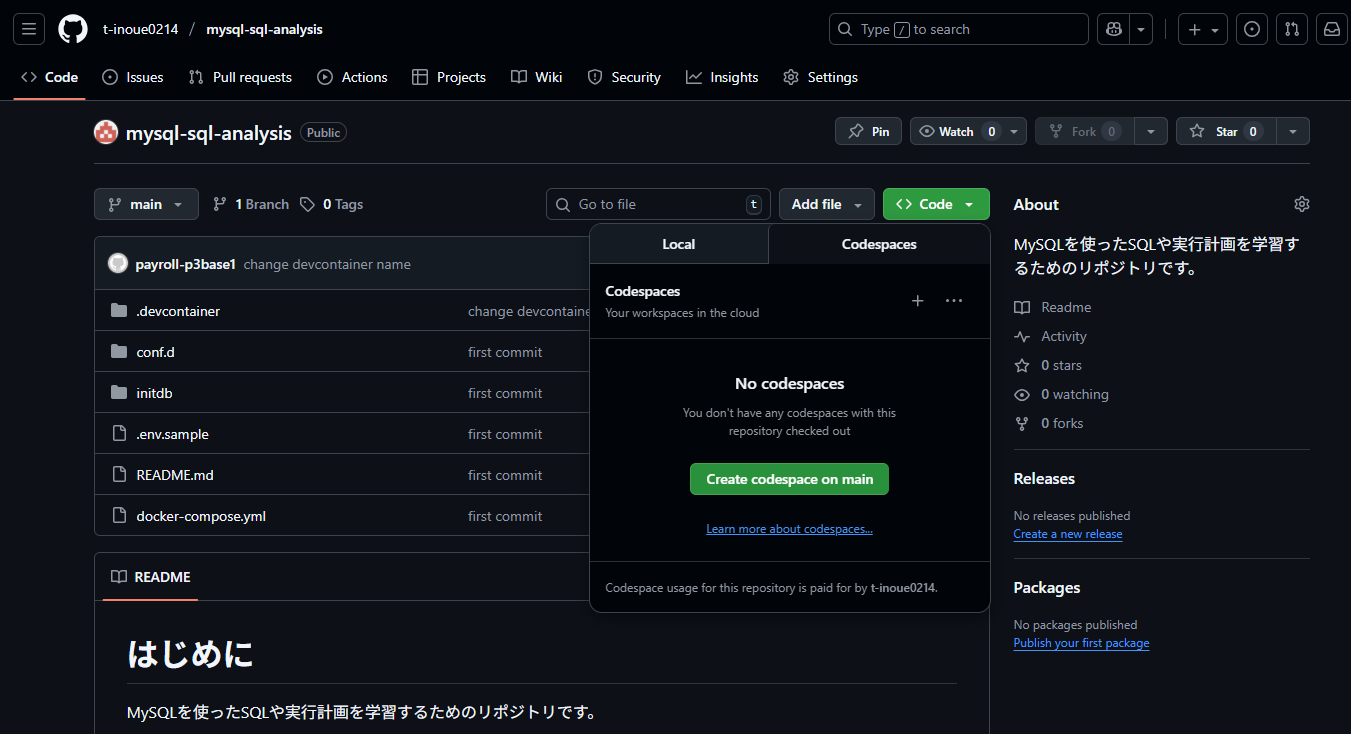 t-inoue0214 / mysql-sql-analysis
Type / to search
Code
Issues
Pull requests
Actions
Projects
Wiki
Security
Insights
Settings
mysql-sql-analysis Public
Pin
Watch 0
Fork 0
Star 0
main
1 Branch
0 Tags
Go to file t
Add file
Code
Local
Codespaces
Codespaces
Your workspaces in the cloud
No codespaces
You don't have any codespaces with this
repository checked out
Create codespace on main
Learn more about codespaces...
Codespace usage for this repository is paid for by t-inoue0214.
payroll-p3base1 change devcontainer name
.devcontainer change devcontaine
conf.d first commit
initdb first commit
.env.sample first commit
README.md first commit
docker-compose.yml first commit
README
はじめに
MySQLを使ったSQLや実行計画を学習するためのリポジトリです。
About
MySQLを使ったSQLや実行計画を学習す
るためのリポジトリです。
Readme
Activity
0 stars
0 watching
0 forks
Releases
No releases published
Create a new release
Packages
No packages published
Publish your first package